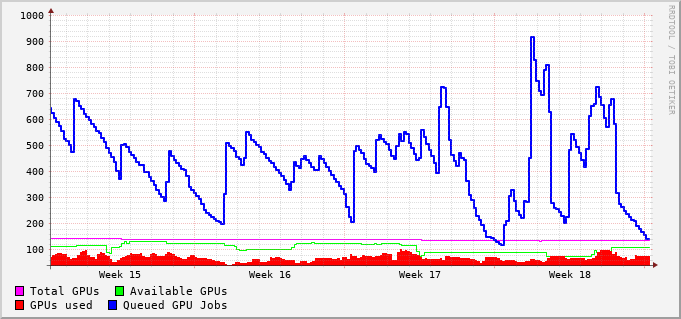 1000
900
800
700
600
500
400
300
200
100
Week 15 Week 16 Week 17 Week 18
Total GPUs Available GPUs
GPUs used Queued GPU Jobs
RRDTOOL / TOBI OETIKER